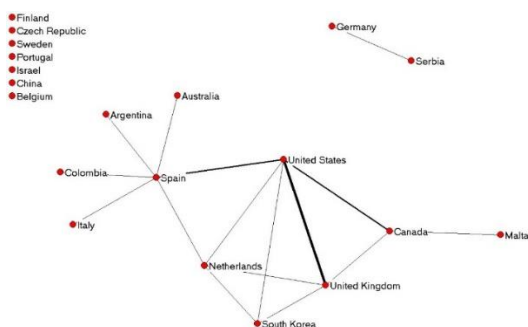 Finland
Czech Republic
Sweden
Portugal
Israel
China
Belgium
Germany
Serbia
Australia
Argentina
United States
Colombia
Spain
Italy
Canada
Malta
Netherlands
United Kingdom
South Korea